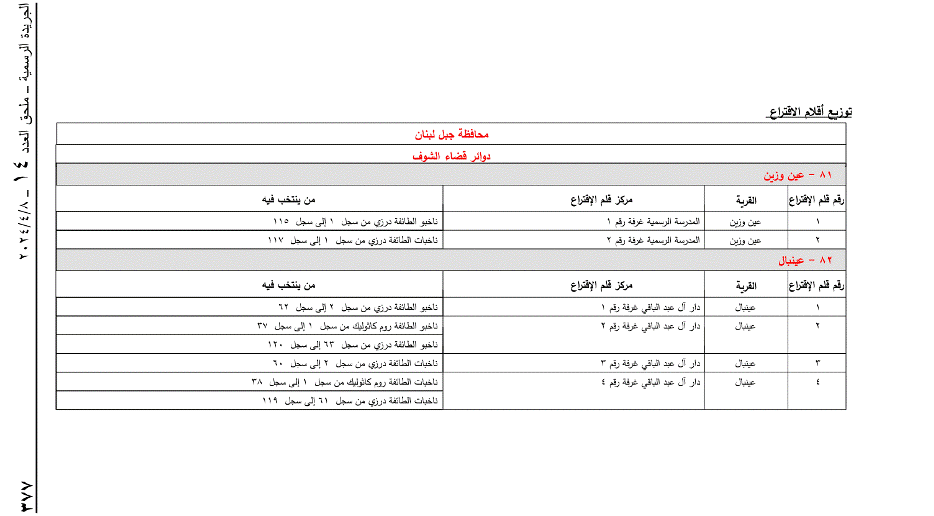 الجريدة الرسمية – ملحق العدد ١٤ – ٢٠٢٤/٤/٨
توزيع أقلام الاقتراع
محافظة جبل لبنان
دوائر قضاء الشوف
٨١ – عين وزين
رقم قلم الإقتراع القرية مركز قلم الإقتراع من ينتخب فيه
١ عين وزين المدرسة الرسمية غرفة رقم ١ ناخبو الطائفة درزي من سجل ١ إلى سجل ١١٥
٢ عين وزين المدرسة الرسمية غرفة رقم ٢ ناخبات الطائفة درزي من سجل ١ إلى سجل ١١٧
٨٢ – عينبال
رقم قلم الإقتراع القرية مركز قلم الإقتراع من ينتخب فيه
١ عينبال دار آل عبد الباقي غرفة رقم ١ ناخبو الطائفة درزي من سجل ٢ إلى سجل ٦٢
٢ عينبال دار آل عبد الباقي غرفة رقم ٢ ناخبو الطائفة روم كاثوليك من سجل ١ إلى سجل ٣٧
ناخبو الطائفة درزي من سجل ٦٣ إلى سجل ١٢٠
٣ عينبال دار آل عبد الباقي غرفة رقم ٣ ناخبات الطائفة درزي من سجل ٢ إلى سجل ٦٠
٤ عينبال دار آل عبد الباقي غرفة رقم ٤ ناخبات الطائفة روم كاثوليك من سجل ١ إلى سجل ٣٨
ناخبات الطائفة درزي من سجل ٦١ إلى سجل ١١٩
٣٧٧